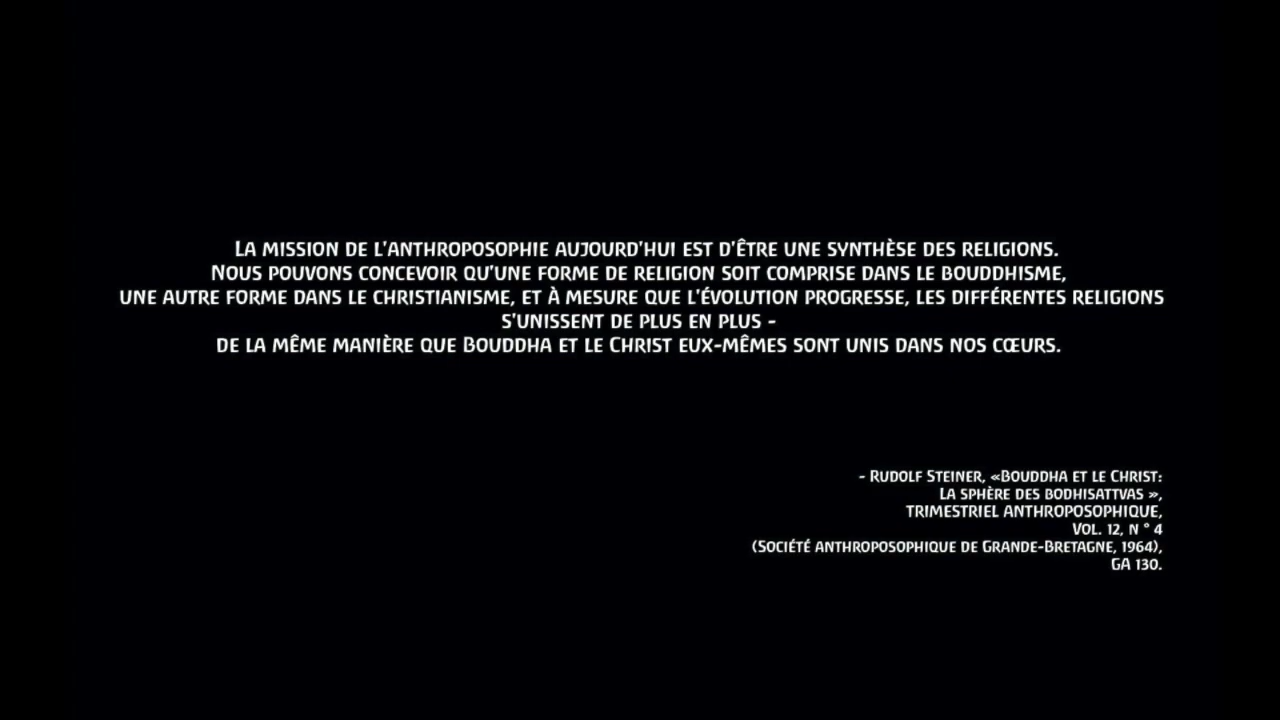 La mission de l'anthroposophie aujourd'hui est d'être une synthèse des religions.
Nous pouvons concevoir qu'une forme de religion soit comprise dans le bouddhisme,
une autre forme dans le christianisme, et à mesure que l'évolution progresse, les différentes religions
s'unissent de plus en plus -
de la même manière que Bouddha et le Christ eux-mêmes sont unis dans nos cœurs.
- Rudolf Steiner, «Bouddha et le Christ:
La sphère des bodhisattvas »,
trimestriel anthroposophique,
Vol. 12, n ° 4
(Société anthroposophique de Grande-Bretagne, 1964),
GA 130.